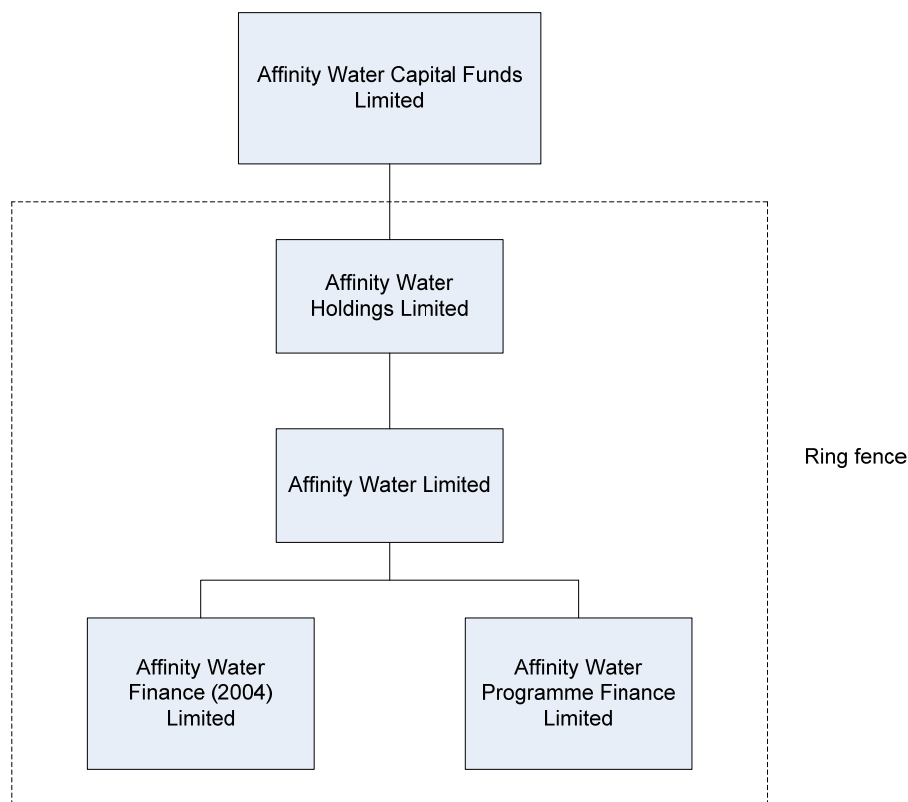 Affinity Water Capital Funds
Limited
Affinity Water
Holdings Limited
Affinity Water Limited
Ring fence
Affinity Water
Finance (2004)
Limited
Affinity Water
Programme Finance
Limited